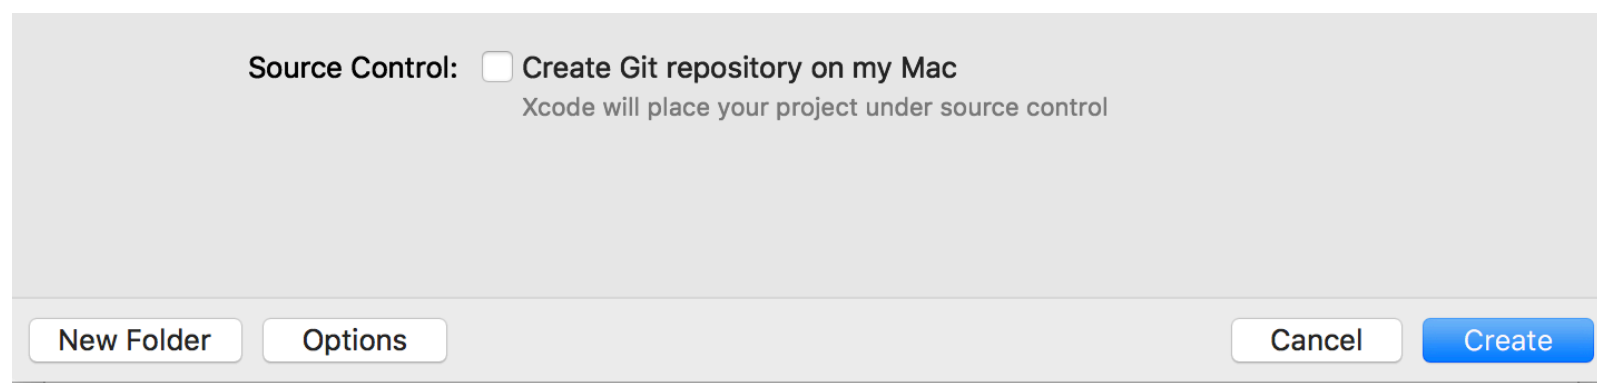 Source Control: Create Git repository on my Mac
Xcode will place your project under source control
New Folder Options Cancel Create